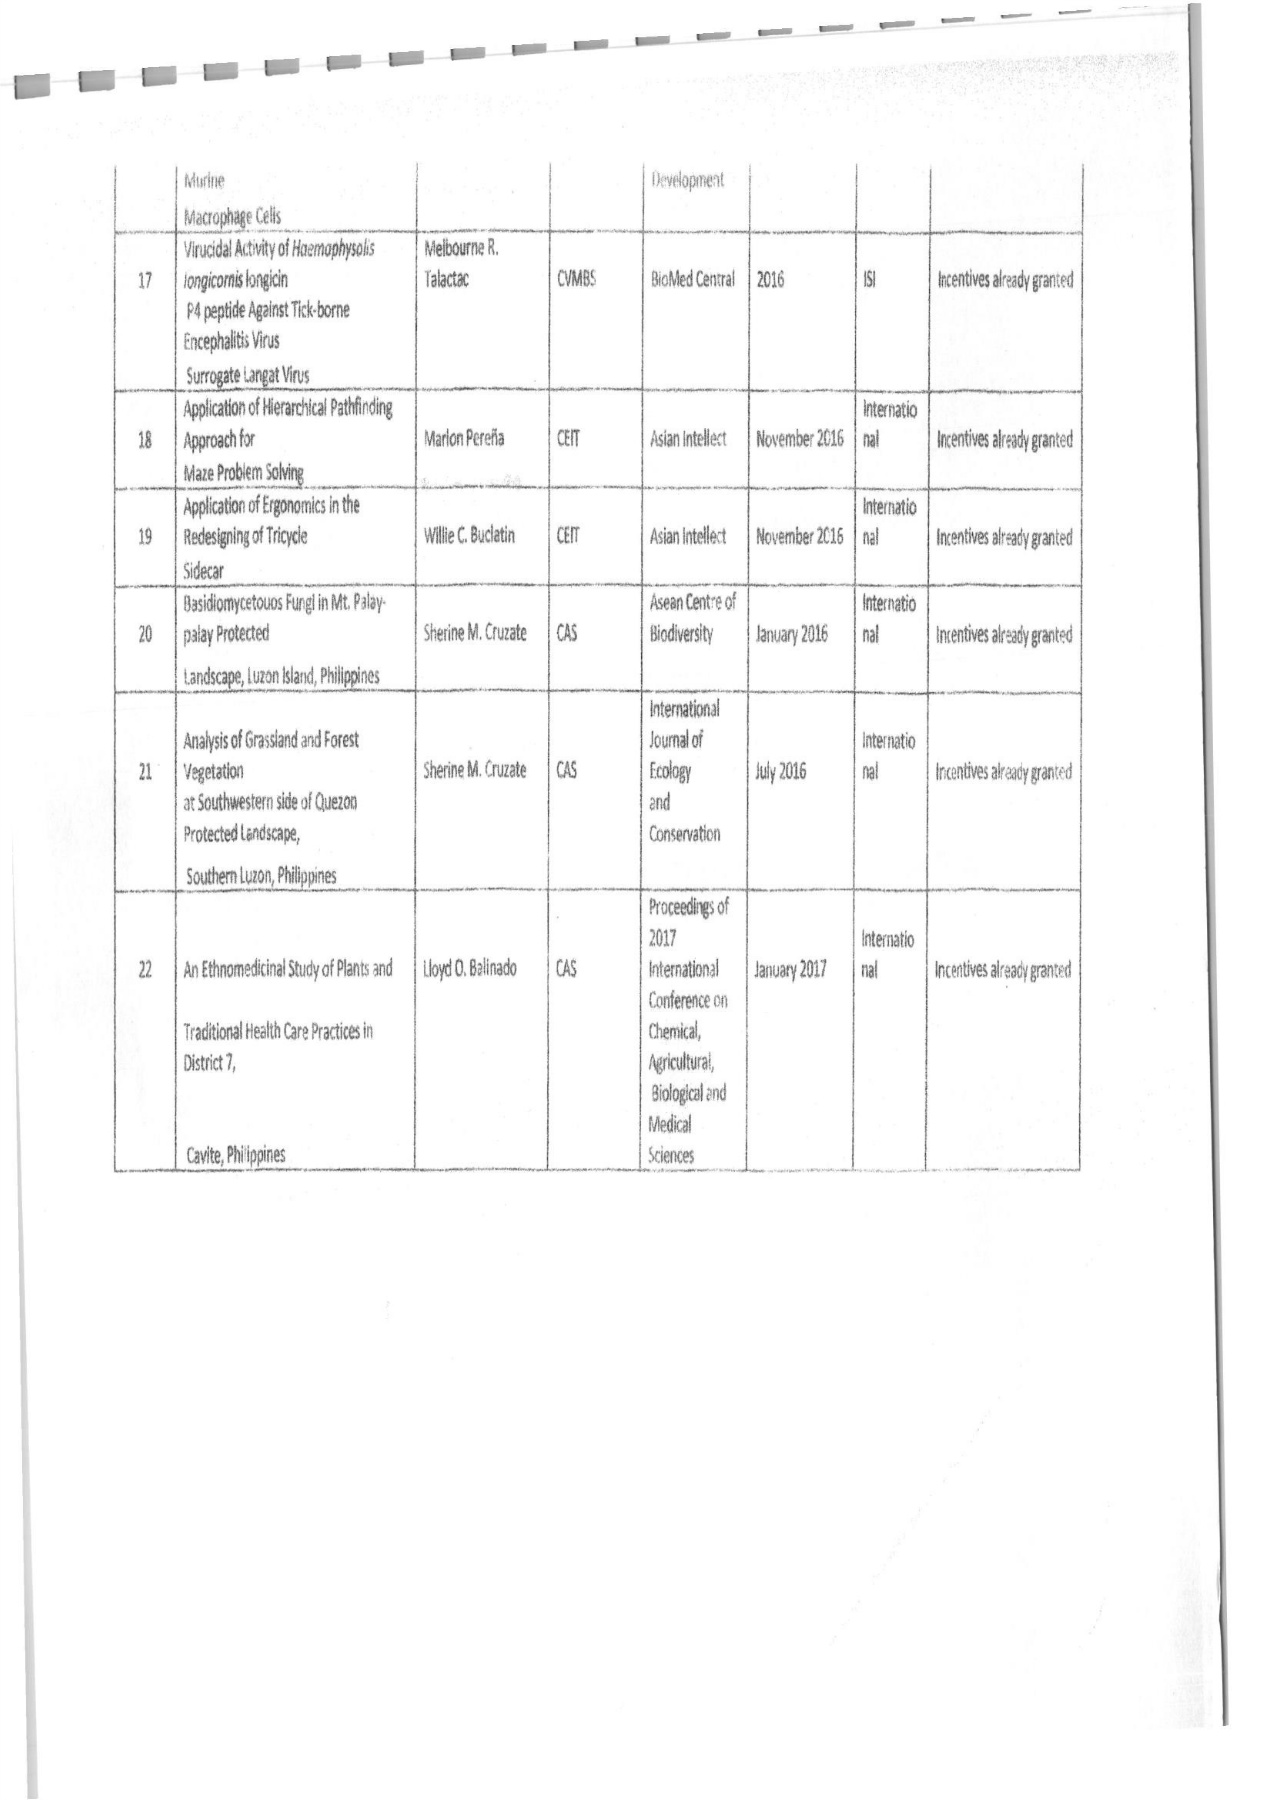 Murine
Development
Macrophage Cells
Virucidal Activity of Haemaphysalis
longicornis longicin
P4 peptide Against Tick-borne
Encephalitis Virus
Surrogate Langat Virus
17
Melbourne R.
Talactac
CVMBS
BioMed Central
2016
ISI
Incentives already granted
Application of Hierarchical Pathfinding
Approach for
Maze Problem Solving
18
Marlon Pereña
CEIT
Asian Intellect
November 2016
Internatio
nal
Incentives already granted
Application of Ergonomics in the
Redesigning of Tricycle
Sidecar
19
Willie C. Buclatin
CEIT
Asian Intellect
November 2016
Internatio
nal
Incentives already granted
Basidiomycetouos Fungi in Mt. Palay-
palay Protected
Landscape, Luzon Island, Philippines
20
Sherine M. Cruzate
CAS
Asean Centre of
Biodiversity
January 2016
Internatio
nal
Incentives already granted
21
Analysis of Grassland and Forest
Vegetation
at Southwestern side of Quezon
Protected Landscape,
Southern Luzon, Philippines
Sherine M. Cruzate
CAS
International
Journal of
Ecology
and
Conservation
July 2016
Internatio
nal
Incentives already granted
22
An Ethnomedicinal Study of Plants and
Traditional Health Care Practices in
District 7,
Cavite, Philippines
Lloyd O. Balinado
CAS
Proceedings of
2017
International
Conference on
Chemical,
Agricultural,
Biological and
Medical
Sciences
January 2017
Internatio
nal
Incentives already granted